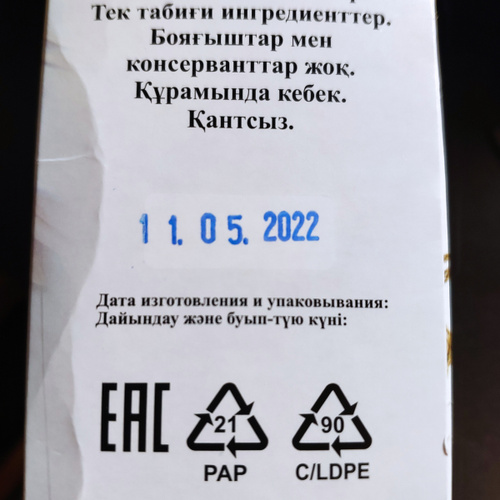 Тек табиғи ингредиенттер.
Бояғыштар мен
консерванттар жоқ.
Құрамында кебек.
Қантсыз.
11.05.2022
Дата изготовления и упаковывания:
Дайындау және буып-түю күні:
EAC 21 90
PAP C/LDPE